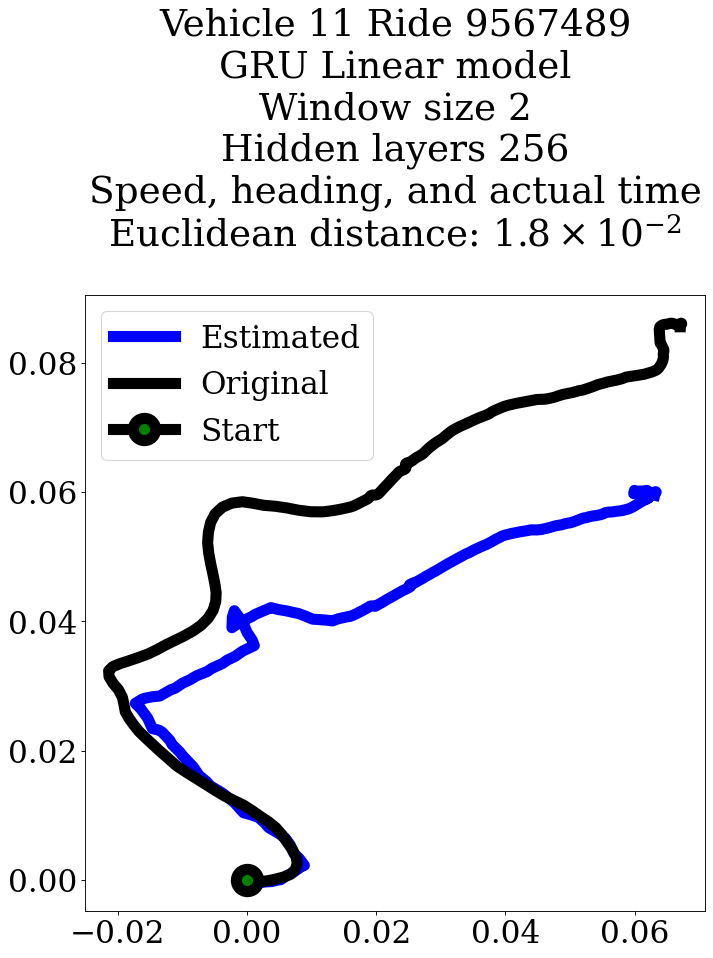 Vehicle 11 Ride 9567489
GRU Linear model
Window size 2
Hidden layers 256
Speed, heading, and actual time
Euclidean distance: 1.8 × 10⁻²
Estimated
Original
Start
0.08
0.06
0.04
0.02
0.00
−0.02 0.00 0.02 0.04 0.06